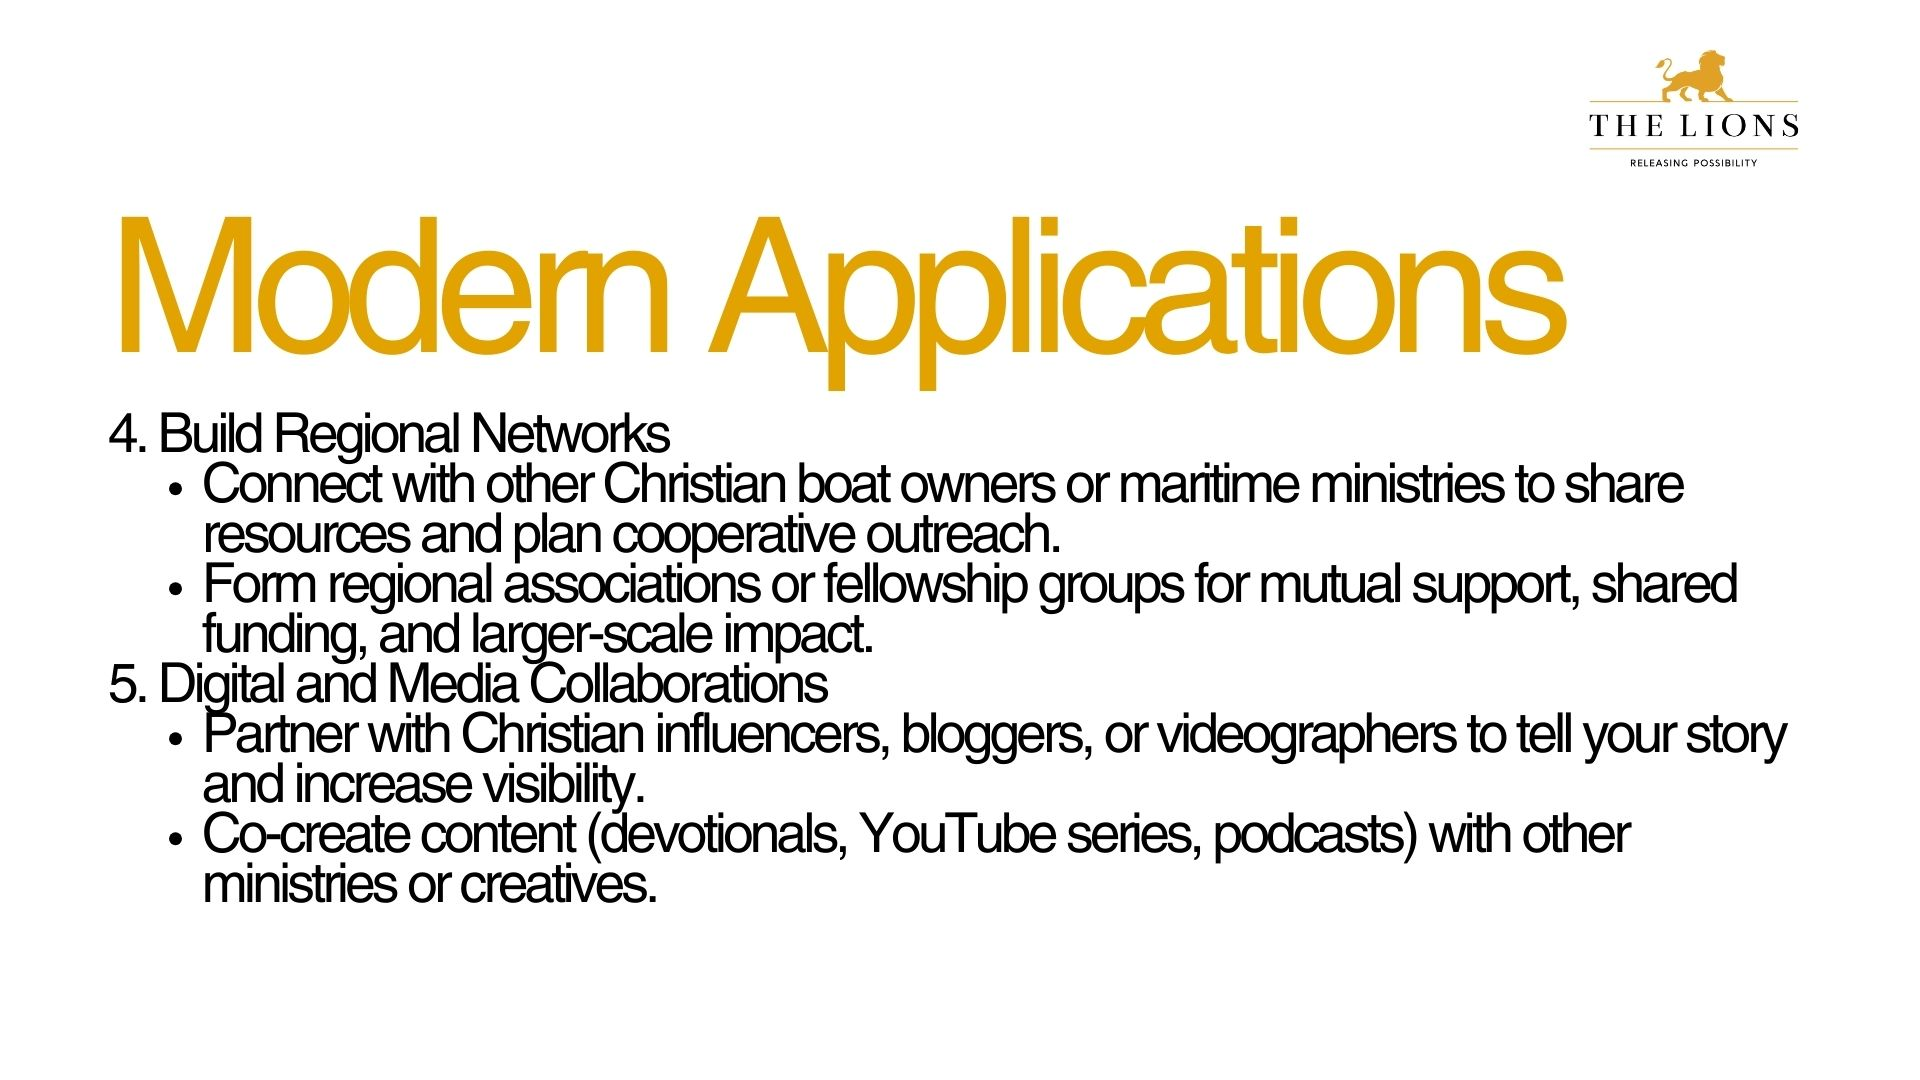 THE LIONS
RELEASING POSSIBILITY
Modern Applications
4. Build Regional Networks
• Connect with other Christian boat owners or maritime ministries to share
resources and plan cooperative outreach.
• Form regional associations or fellowship groups for mutual support, shared
funding, and larger-scale impact.
5. Digital and Media Collaborations
• Partner with Christian influencers, bloggers, or videographers to tell your story
and increase visibility.
• Co-create content (devotionals, YouTube series, podcasts) with other
ministries or creatives.